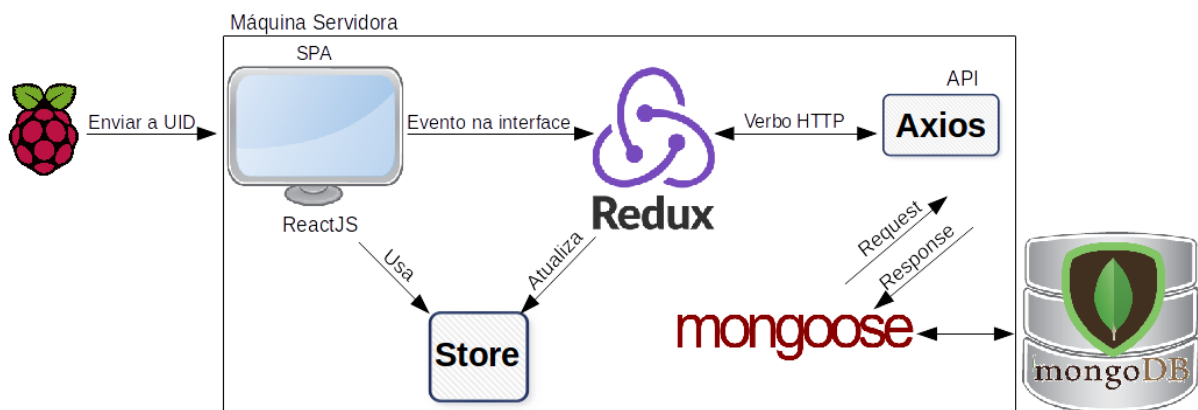 Máquina Servidora
SPA
API
Enviar a UID
Evento na interface
Verbo HTTP
Axios
Redux
ReactJS
Usa
Atualiza
Request
Response
Store
mongoose
mongoDB